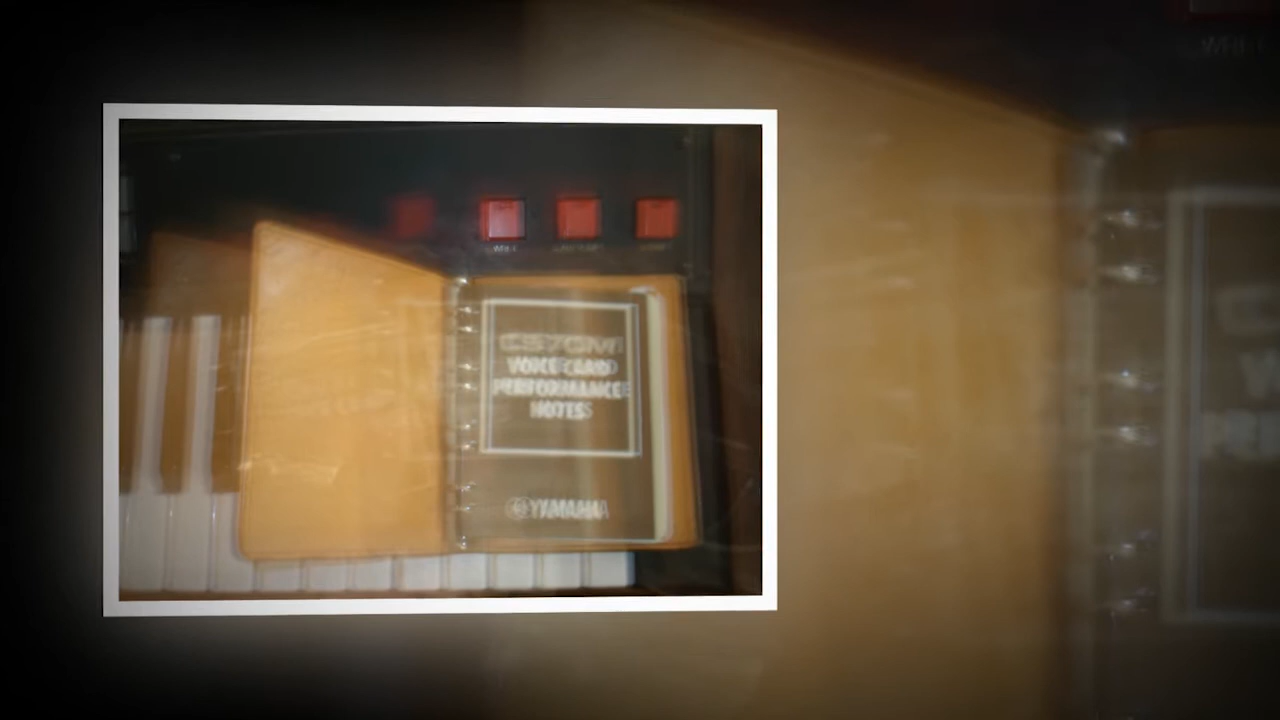 CS70M
VOICE CARD
PERFORMANCE
NOTES
YAMAHA